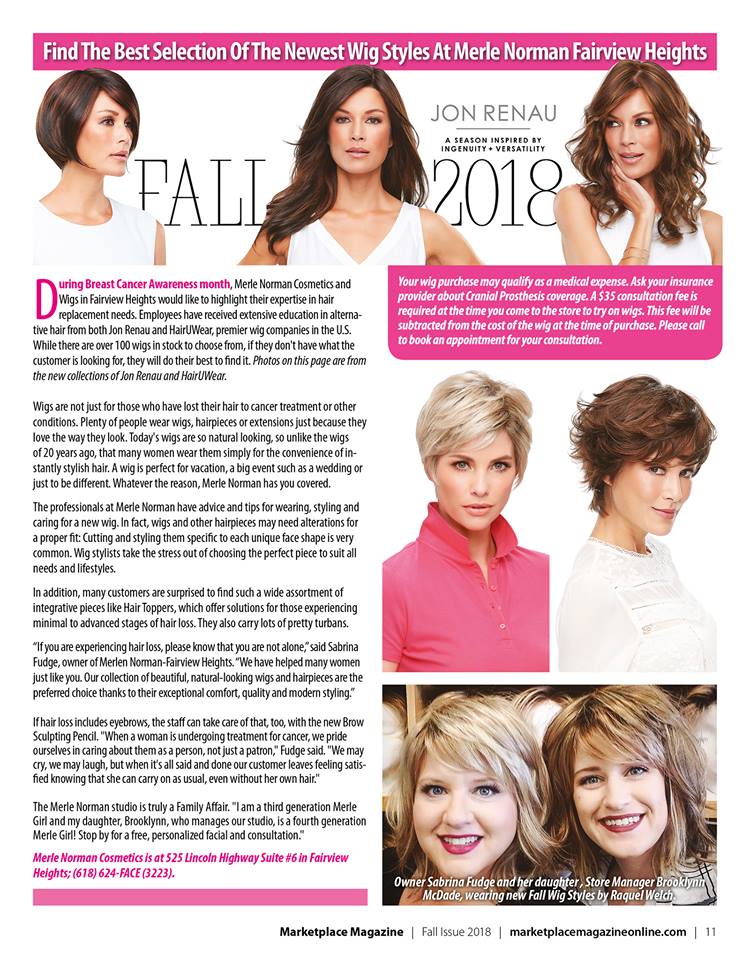 Find The Best Selection Of The Newest Wig Styles At Merle Norman Fairview Heights
JON RENAU
A SEASON INSPIRED BY
INGENUITY + VERSATILITY
FALL 2018
During Breast Cancer Awareness month, Merle Norman Cosmetics and
Wigs in Fairview Heights would like to highlight their expertise in hair
replacement needs. Employees have received extensive education in alterna-
tive hair from both Jon Renau and HairUWear, premier wig companies in the U.S.
While there are over 100 wigs in stock to choose from, if they don't have what the
customer is looking for, they will do their best to find it. Photos on this page are from
the new collections of Jon Renau and HairUWear.
Wigs are not just for those who have lost their hair to cancer treatment or other
conditions. Plenty of people wear wigs, hairpieces or extensions just because they
love the way they look. Today's wigs are so natural looking, so unlike the wigs
of 20 years ago, that many women wear them simply for the convenience of in-
stantly stylish hair. A wig is perfect for vacation, a big event such as a wedding or
just to be different. Whatever the reason, Merle Norman has you covered.
The professionals at Merle Norman have advice and tips for wearing, styling and
caring for a new wig. In fact, wigs and other hairpieces may need alterations for
a proper fit: Cutting and styling them specific to each unique face shape is very
common. Wig stylists take the stress out of choosing the perfect piece to suit all
needs and lifestyles.
In addition, many customers are surprised to find such a wide assortment of
integrative pieces like Hair Toppers, which offer solutions for those experiencing
minimal to advanced stages of hair loss. They also carry lots of pretty turbans.
“If you are experiencing hair loss, please know that you are not alone,” said Sabrina
Fudge, owner of Merlen Norman-Fairview Heights. “We have helped many women
just like you. Our collection of beautiful, natural-looking wigs and hairpieces are the
preferred choice thanks to their exceptional comfort, quality and modern styling.”
If hair loss includes eyebrows, the staff can take care of that, too, with the new Brow
Sculpting Pencil. "When a woman is undergoing treatment for cancer, we pride
ourselves in caring about them as a person, not just a patron," Fudge said. "We may
cry, we may laugh, but when it's all said and done our customer leaves feeling satis-
fied knowing that she can carry on as usual, even without her own hair."
The Merle Norman studio is truly a Family Affair. "I am a third generation Merle
Girl and my daughter, Brooklynn, who manages our studio, is a fourth generation
Merle Girl! Stop by for a free, personalized facial and consultation."
Merle Norman Cosmetics is at 525 Lincoln Highway Suite #6 in Fairview
Heights; (618) 624-FACE (3223).
Your wig purchase may qualify as a medical expense. Ask your insurance
provider about Cranial Prosthesis coverage. A $35 consultation fee is
required at the time you come to the store to try on wigs. This fee will be
subtracted from the cost of the wig at the time of purchase. Please call
to book an appointment for your consultation.
Owner Sabrina Fudge and her daughter , Store Manager Brooklynn
McDade, wearing new Fall Wig Styles by Raquel Welch.
Marketplace Magazine | Fall Issue 2018 | marketplacemagazineonline.com | 11